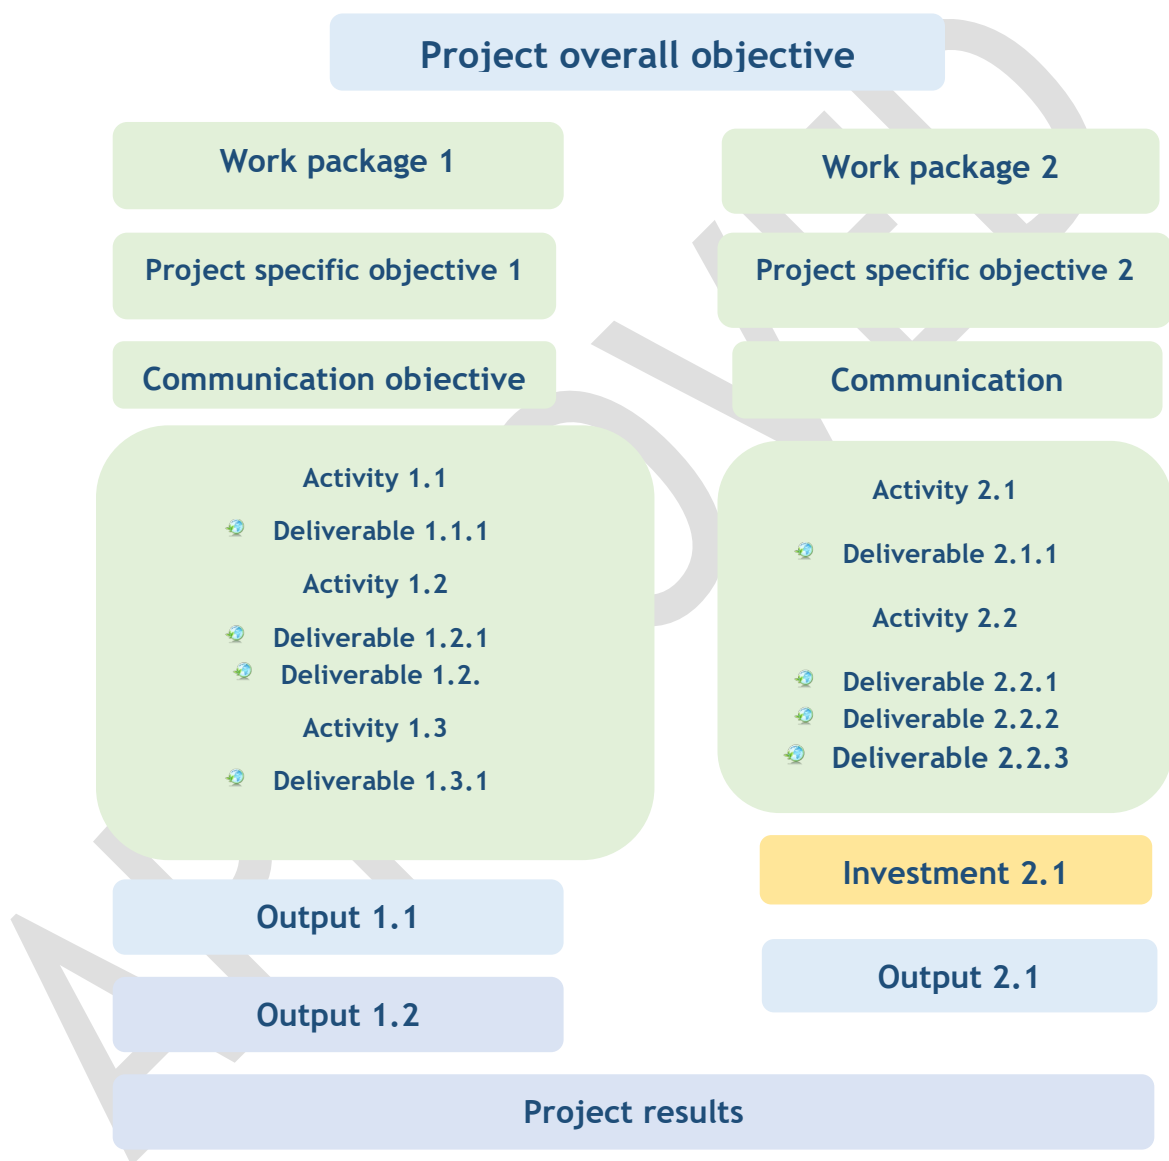 Project overall objective
Work package 1
Project specific objective 1
Communication objective
Activity 1.1
Deliverable 1.1.1
Activity 1.2
Deliverable 1.2.1
Deliverable 1.2.
Activity 1.3
Deliverable 1.3.1
Output 1.1
Output 1.2
Work package 2
Project specific objective 2
Communication
Activity 2.1
Deliverable 2.1.1
Activity 2.2
Deliverable 2.2.1
Deliverable 2.2.2
Deliverable 2.2.3
Investment 2.1
Output 2.1
Project results